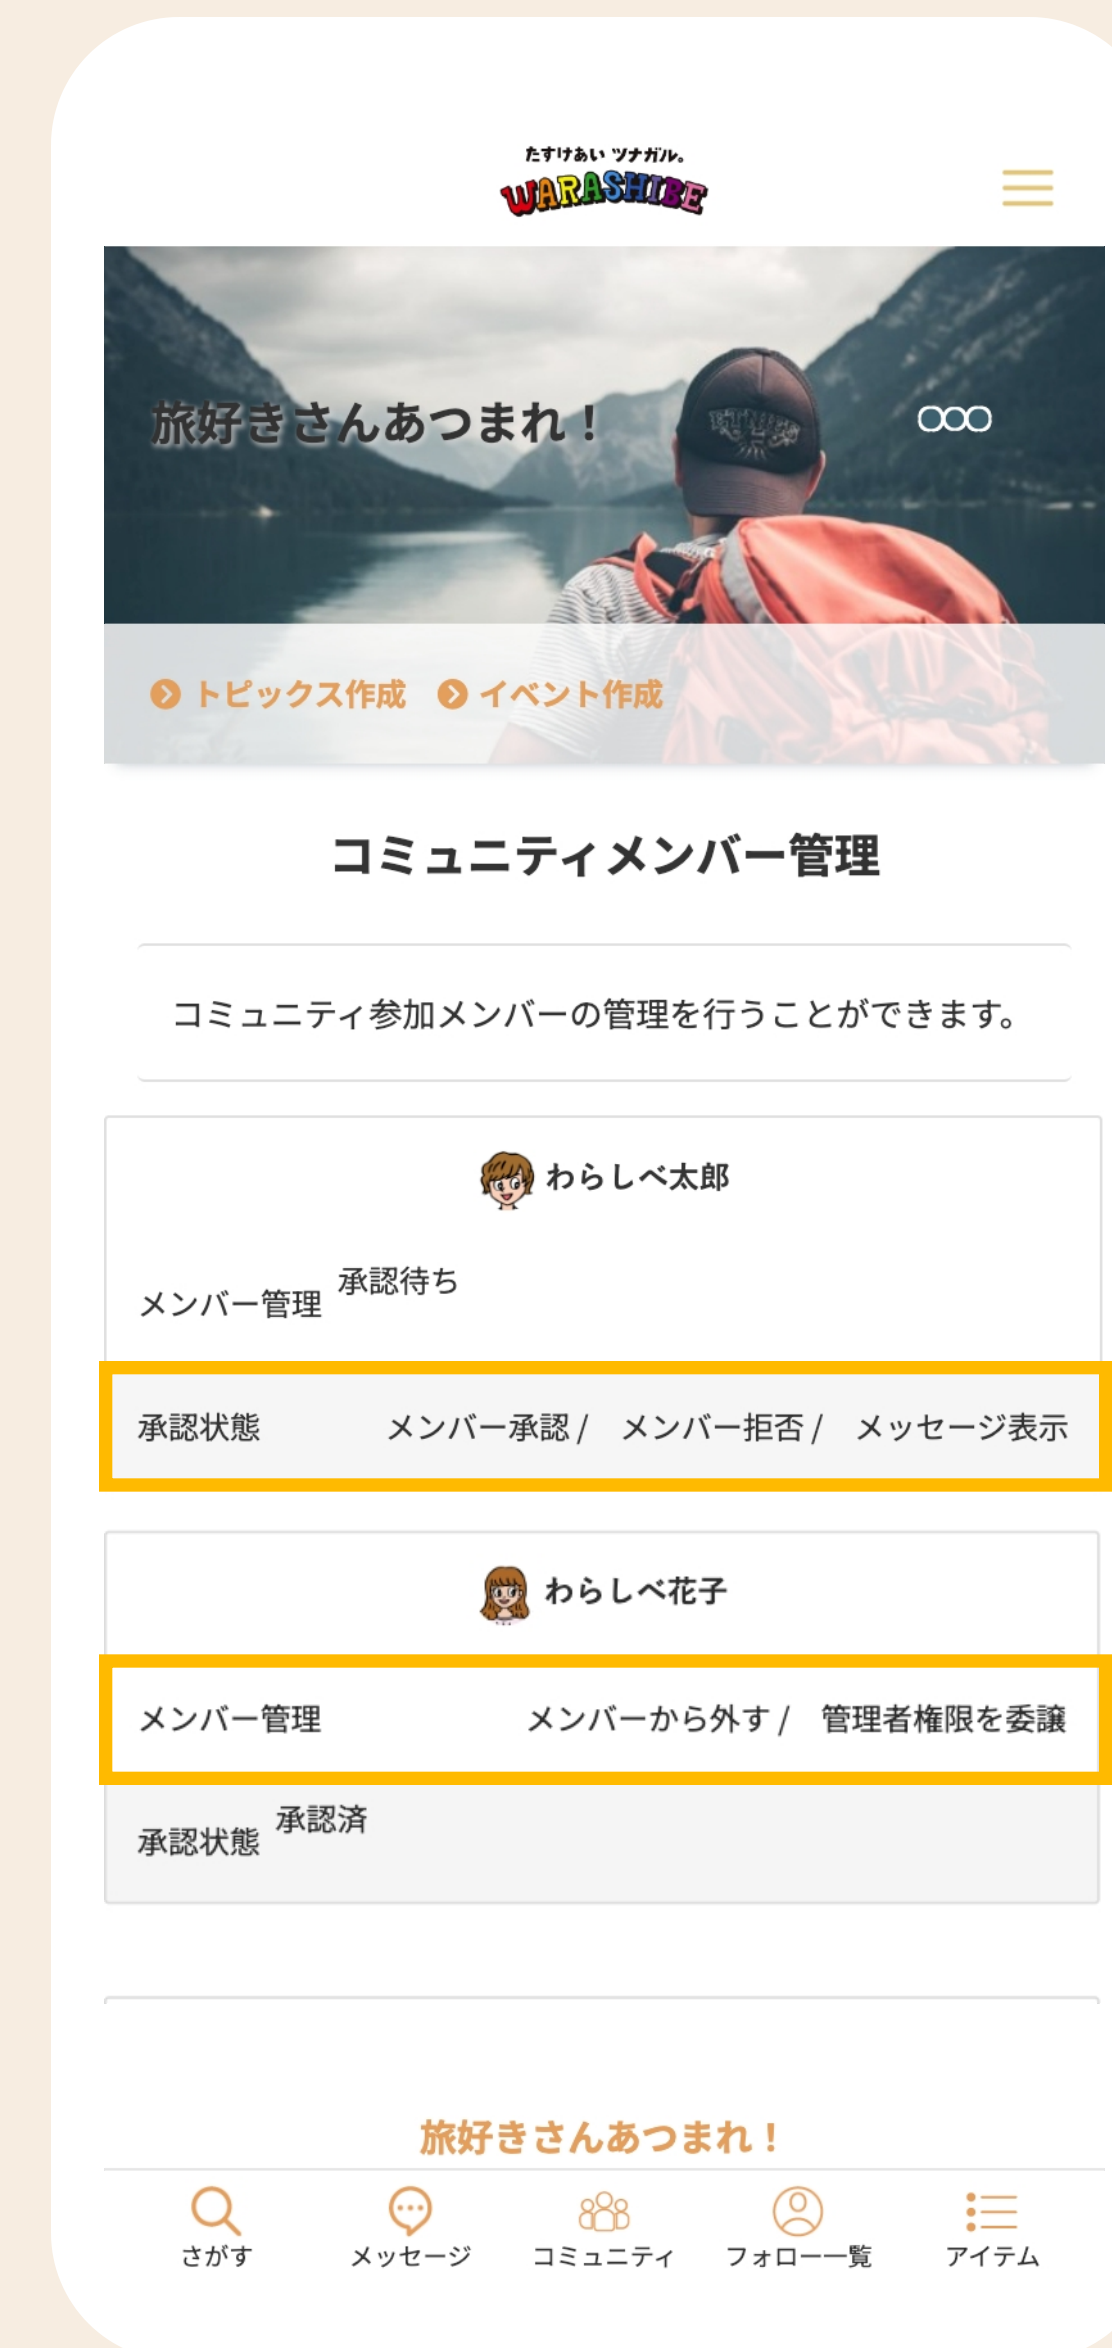 たすけあい ツナガル。
WARASHIBE
旅好きさんあつまれ！
トピックス作成 イベント作成
コミュニティメンバー管理
コミュニティ参加メンバーの管理を行うことができます。
わらしべ太郎
メンバー管理 承認待ち
承認状態 メンバー承認 / メンバー拒否 / メッセージ表示
わらしべ花子
メンバー管理 メンバーから外す / 管理者権限を委譲
承認状態 承認済
旅好きさんあつまれ！
さがす メッセージ コミュニティ フォロー一覧 アイテム